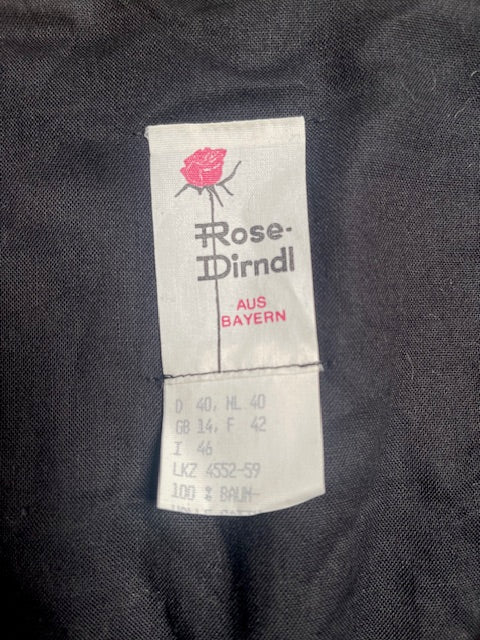 Rose-
Dirndl
AUS
BAYERN
D 40, NL 40
GB 14, F 42
I 46
LKZ 4552-59
100 % BAUM-